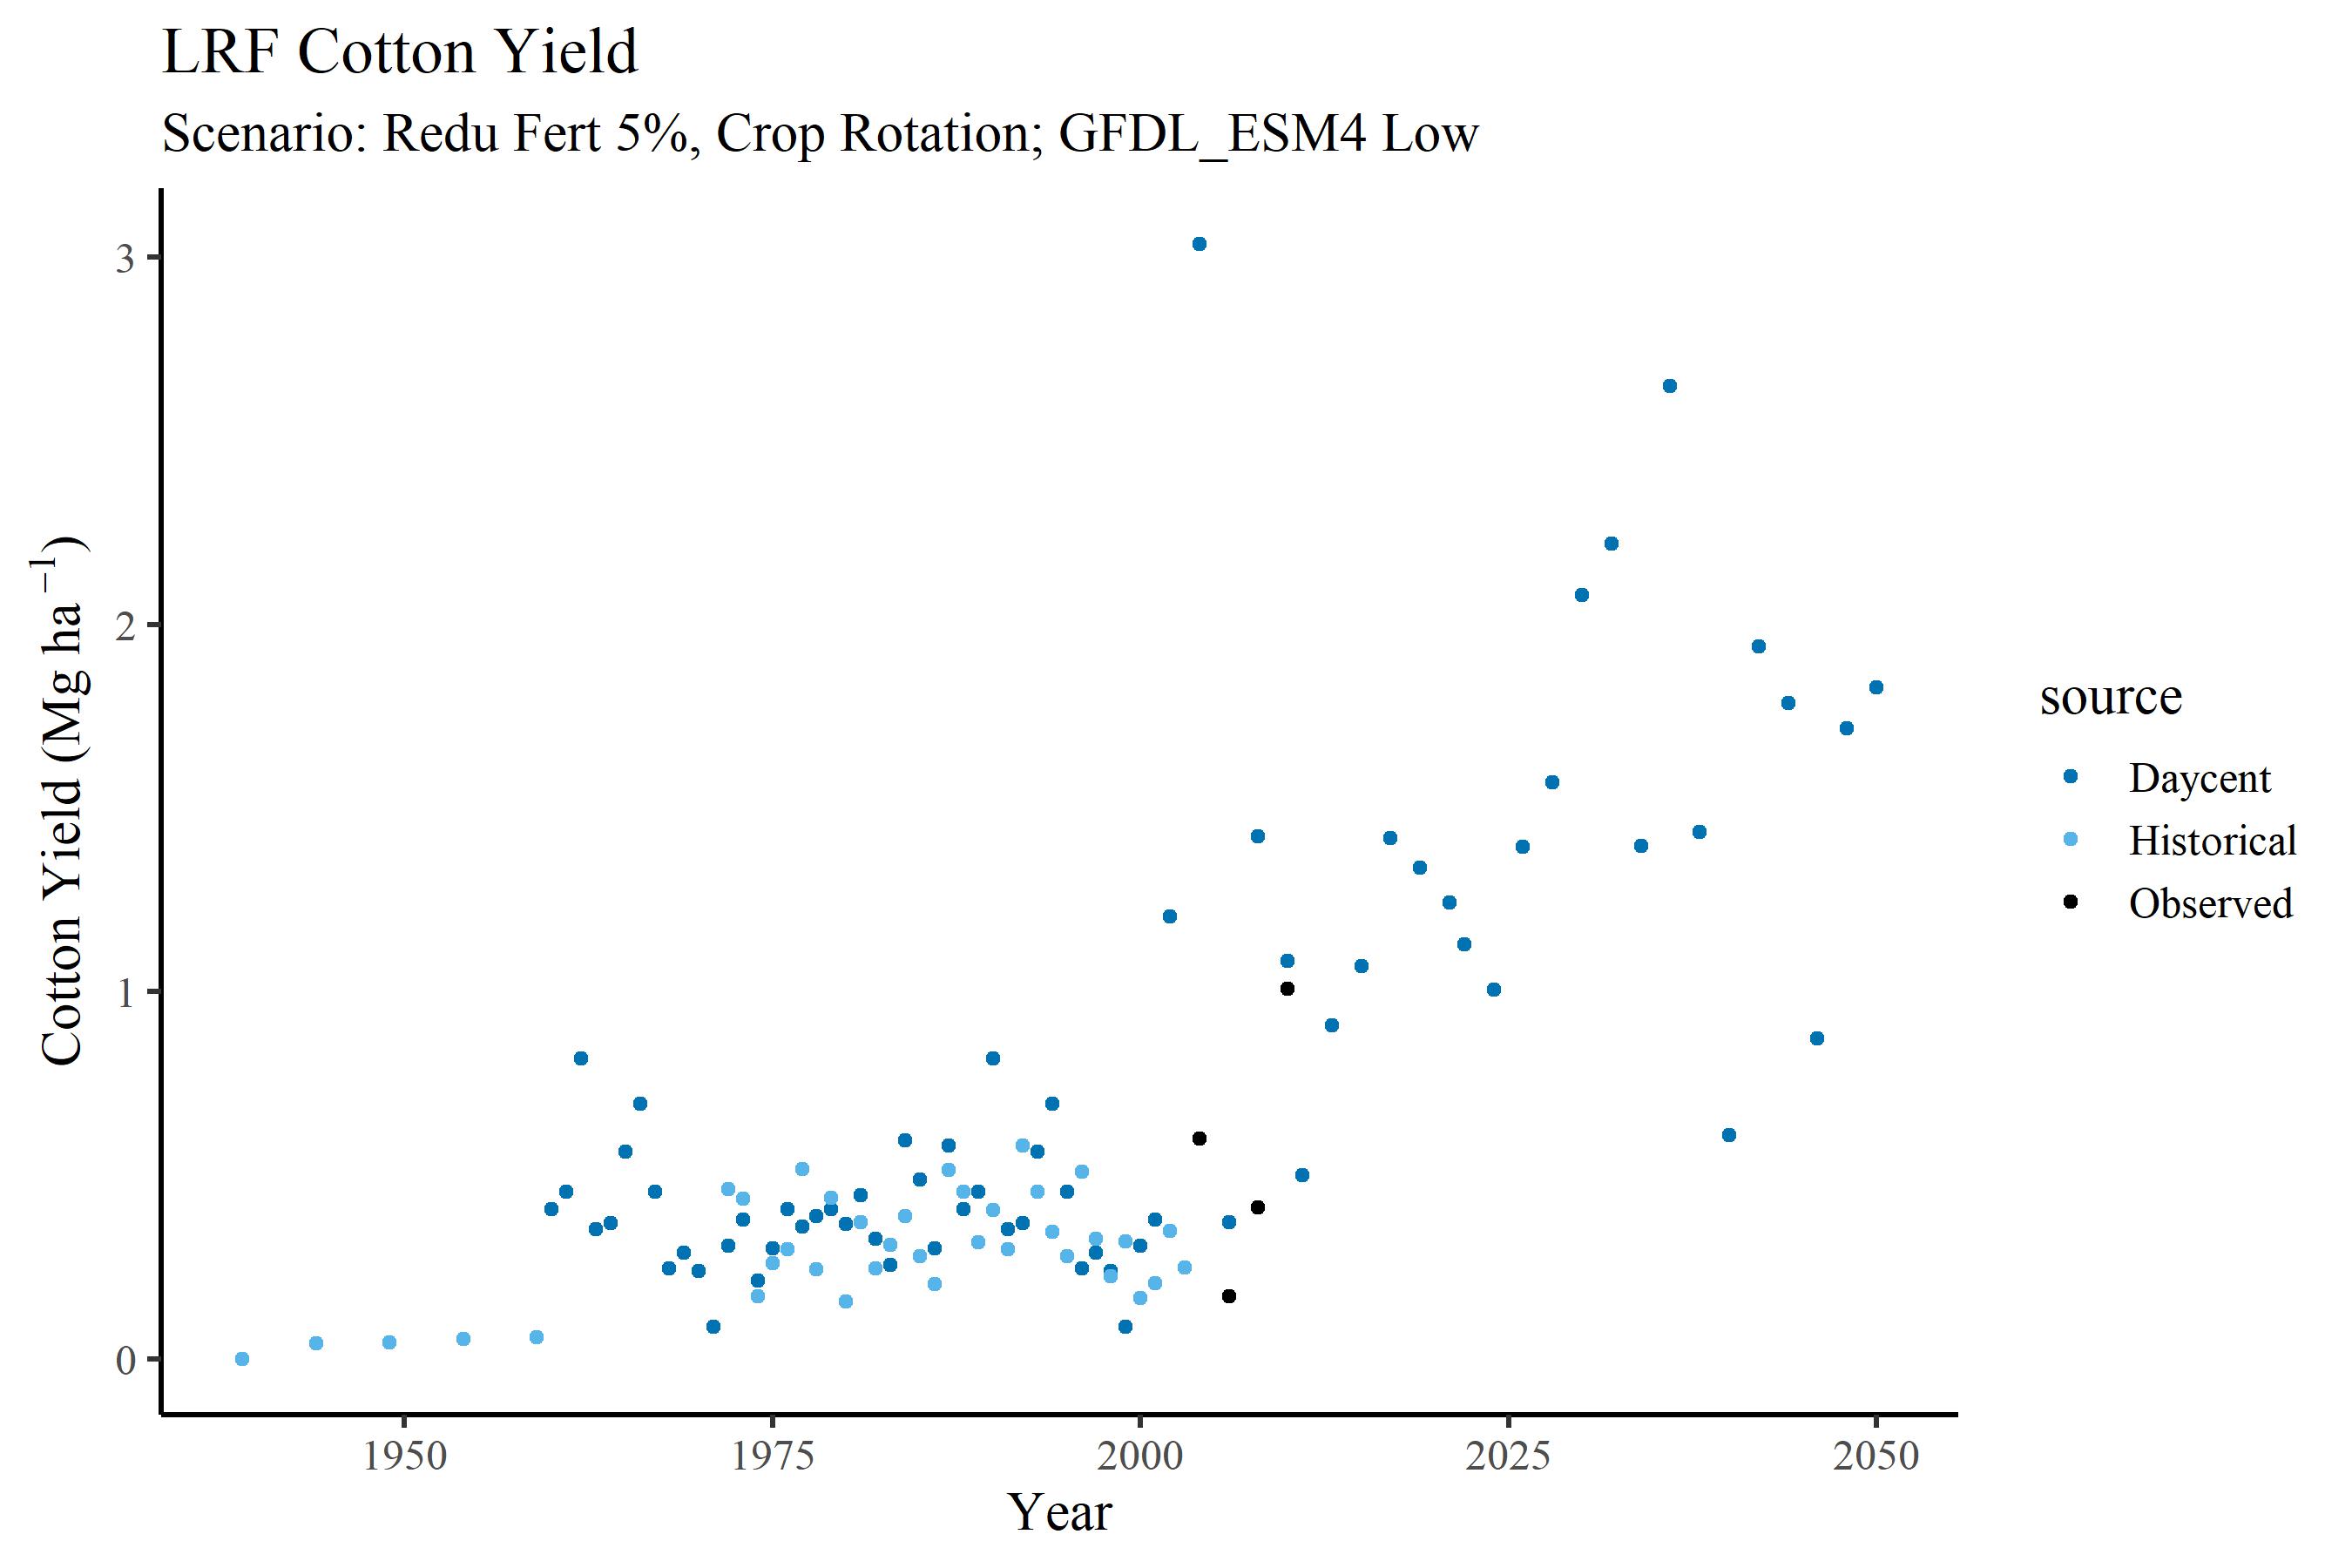 LRF Cotton Yield
Scenario: Redu Fert 5%, Crop Rotation; GFDL_ESM4 Low
Cotton Yield (Mg ha −1)
3
2
1
0
1950
1975
2000
2025
2050
Year
source
Daycent
Historical
Observed